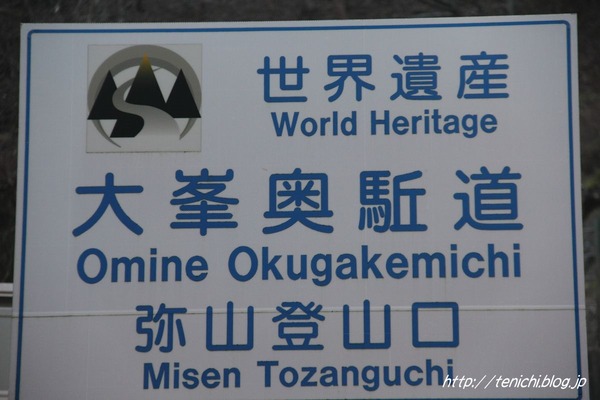 世界遺産
World Heritage
大峯奥駈道
Omine Okugakemichi
弥山登山口
Misen Tozanguchi
http://tenichi.blog.jp